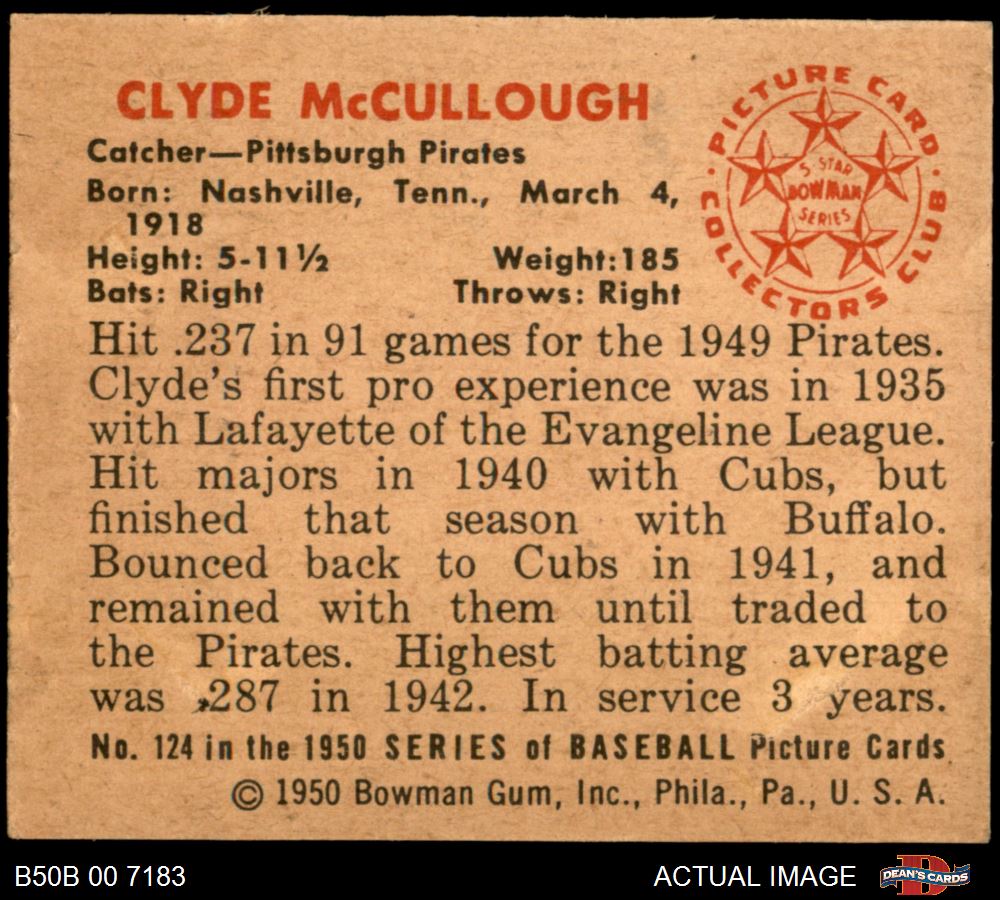 CLYDE McCULLOUGH
Catcher—Pittsburgh Pirates
Born: Nashville, Tenn., March 4,
1918
Height: 5-11½ Weight:185
Bats: Right Throws: Right
PICTURE CARD
COLLECTORS CLUB
5-STAR
BOWMAN
SERIES
Hit .237 in 91 games for the 1949 Pirates.
Clyde's first pro experience was in 1935
with Lafayette of the Evangeline League.
Hit majors in 1940 with Cubs, but
finished that season with Buffalo.
Bounced back to Cubs in 1941, and
remained with them until traded to
the Pirates. Highest batting average
was .287 in 1942. In service 3 years.
No. 124 in the 1950 SERIES of BASEBALL Picture Cards
© 1950 Bowman Gum, Inc., Phila., Pa., U. S. A.
B50B 00 7183 ACTUAL IMAGE
DEAN'S CARDS